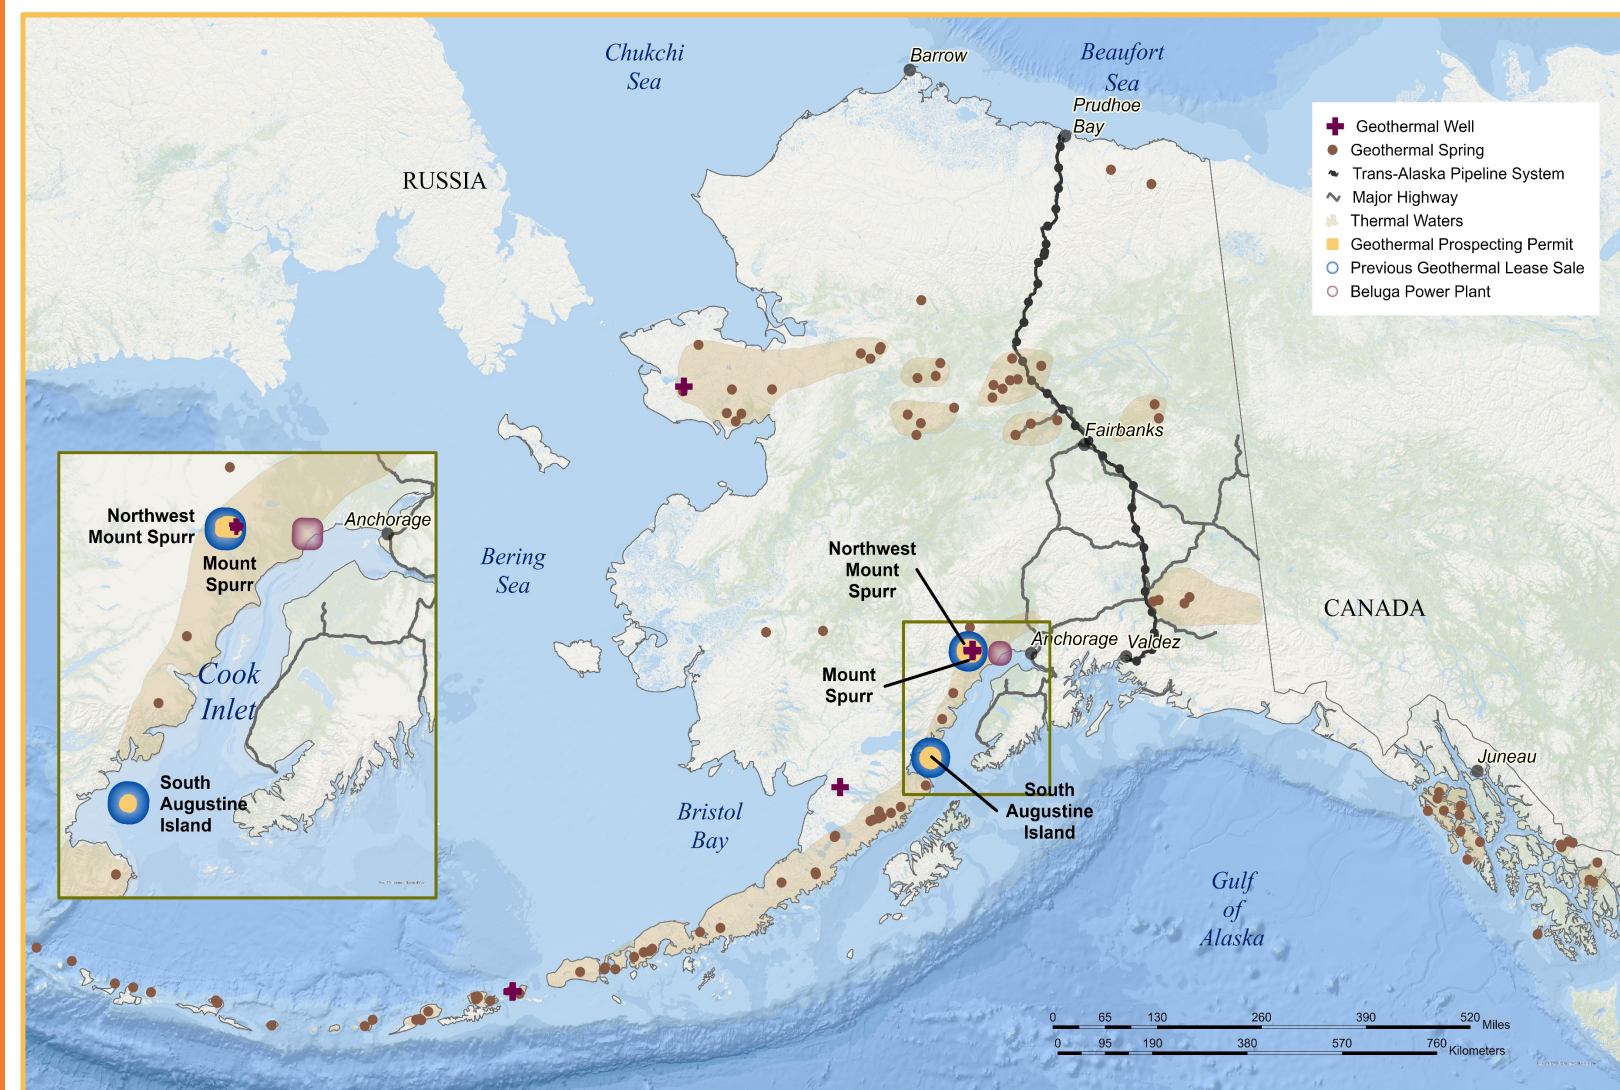 Chukchi
Sea
Barrow
Beaufort
Sea
Prudhoe
Bay
RUSSIA
Geothermal Well
Geothermal Spring
Trans-Alaska Pipeline System
Major Highway
Thermal Waters
Geothermal Prospecting Permit
Previous Geothermal Lease Sale
Beluga Power Plant
Fairbanks
Northwest
Mount Spurr
Anchorage
Mount
Spurr
Cook
Inlet
South
Augustine
Island
Bering
Sea
Northwest
Mount
Spurr
CANADA
Anchorage
Valdez
Mount
Spurr
Juneau
South
Augustine
Island
Bristol
Bay
Gulf
of
Alaska
0 65 130 260 390 520
Miles
0 95 190 380 570 760
Kilometers